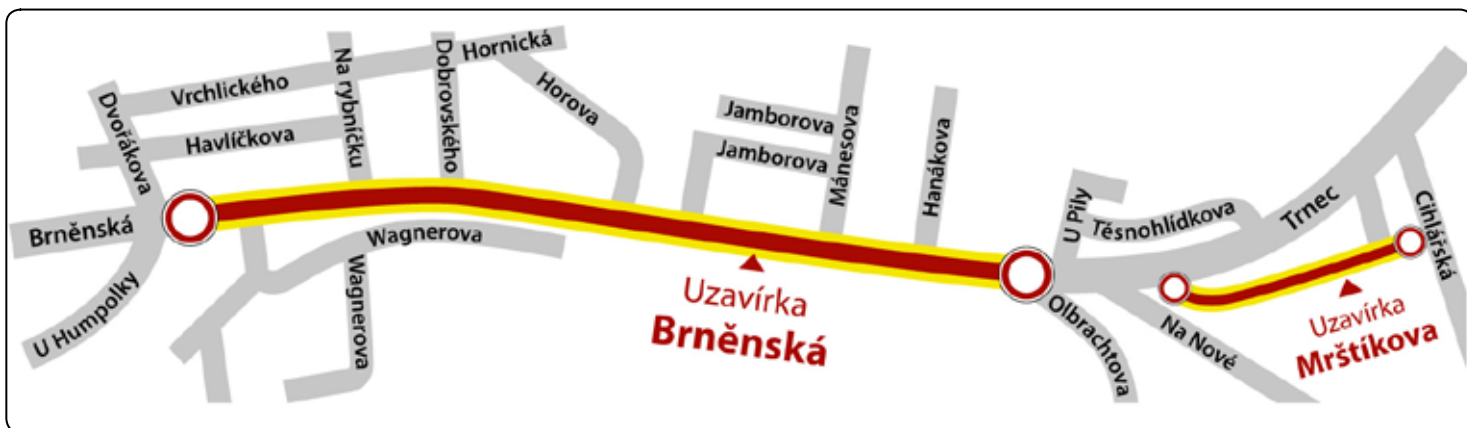 Dvořákova
Vrchlického
Havlíčkova
Na rybníčku
Dobrovského
Hornická
Horova
Jamborova
Jamborova
Mánesova
Hanákova
U Pily
Těsnohlídkova
Trnec
Cihlářská
Brněnská
U Humpolky
Wagnerova
Wagnerova
Uzavírka
Brněnská
Olbrachtova
Na Nové
Uzavírka
Mrštíkova